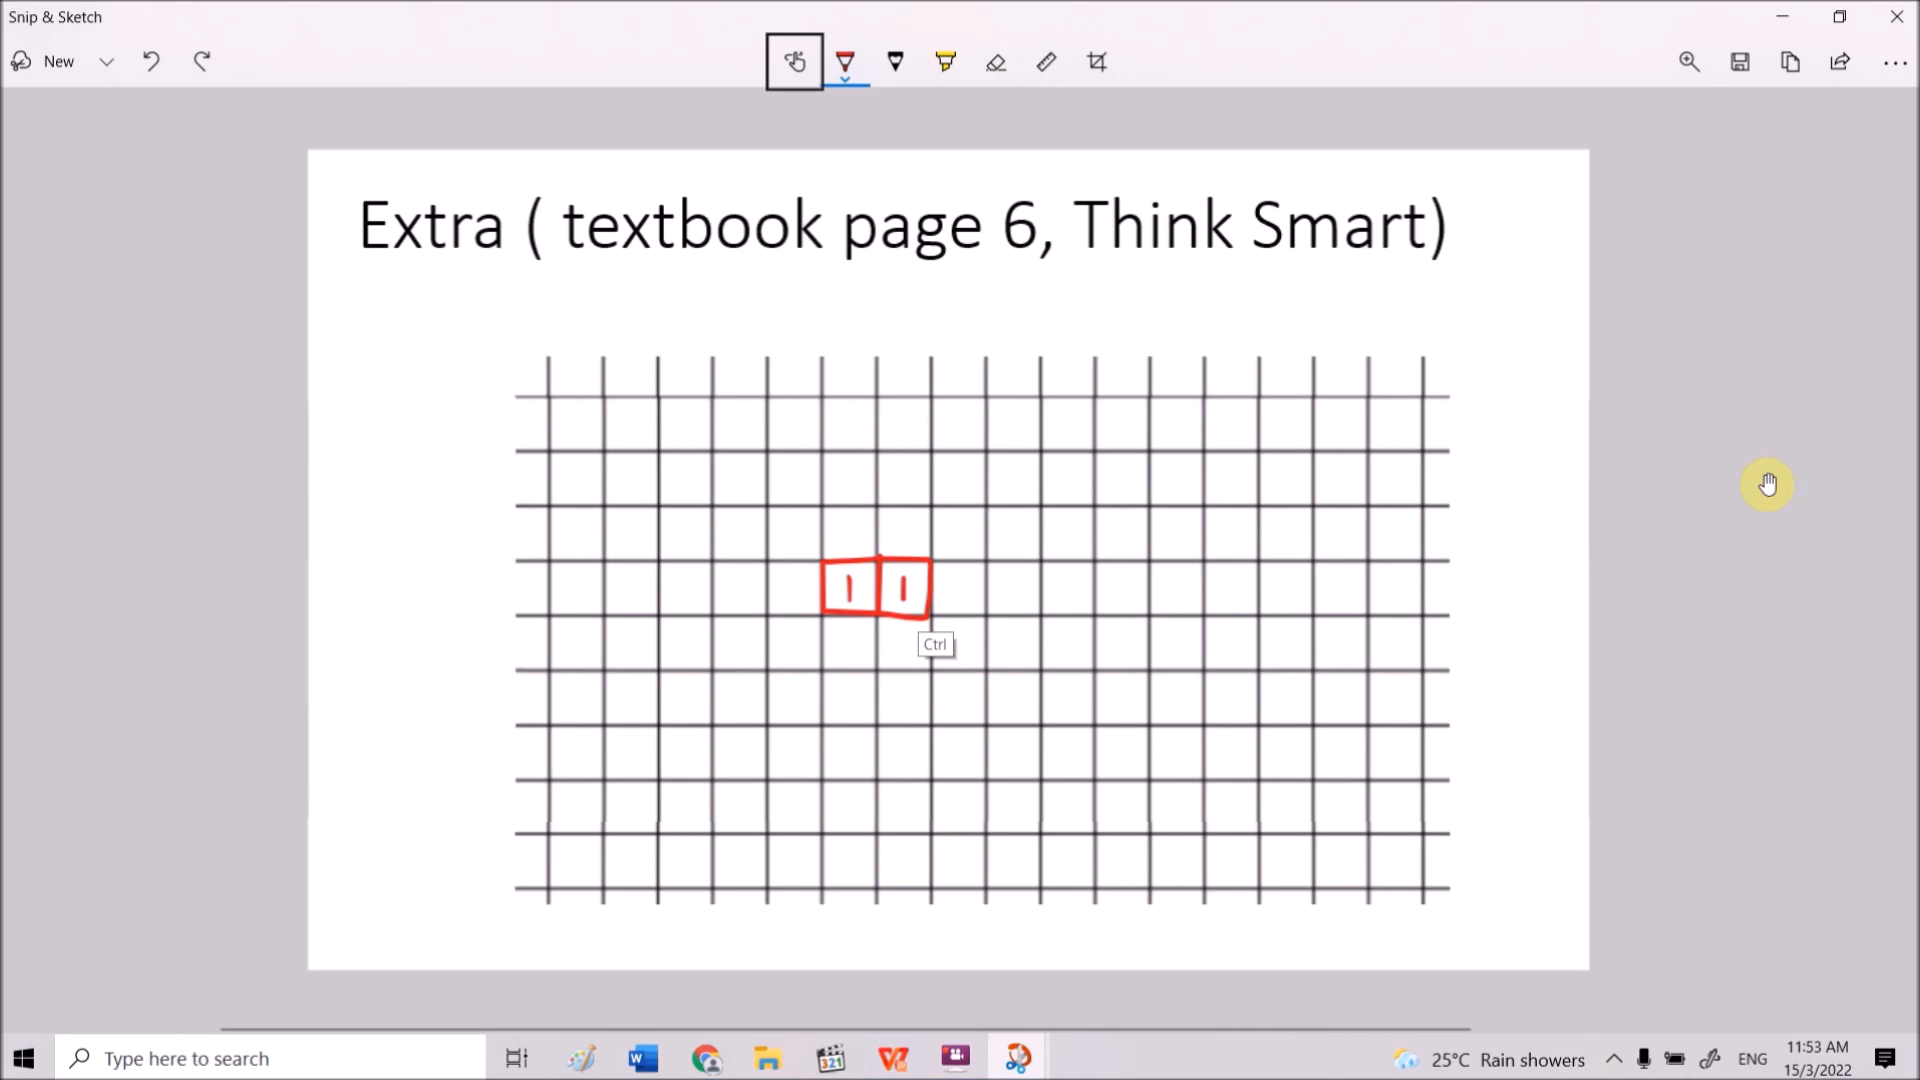 Snip & Sketch
New
Extra ( textbook page 6, Think Smart)
1 1
Ctrl
Type here to search
W
321
25°C Rain showers
ENG
11:53 AM
15/3/2022